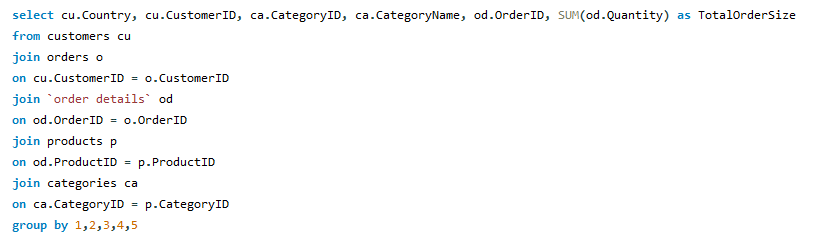 select cu.Country, cu.CustomerID, ca.CategoryID, ca.CategoryName, od.OrderID, SUM(od.Quantity) as TotalOrderSize
from customers cu
join orders o
on cu.CustomerID = o.CustomerID
join `order details` od
on od.OrderID = o.OrderID
join products p
on od.ProductID = p.ProductID
join categories ca
on ca.CategoryID = p.CategoryID
group by 1,2,3,4,5